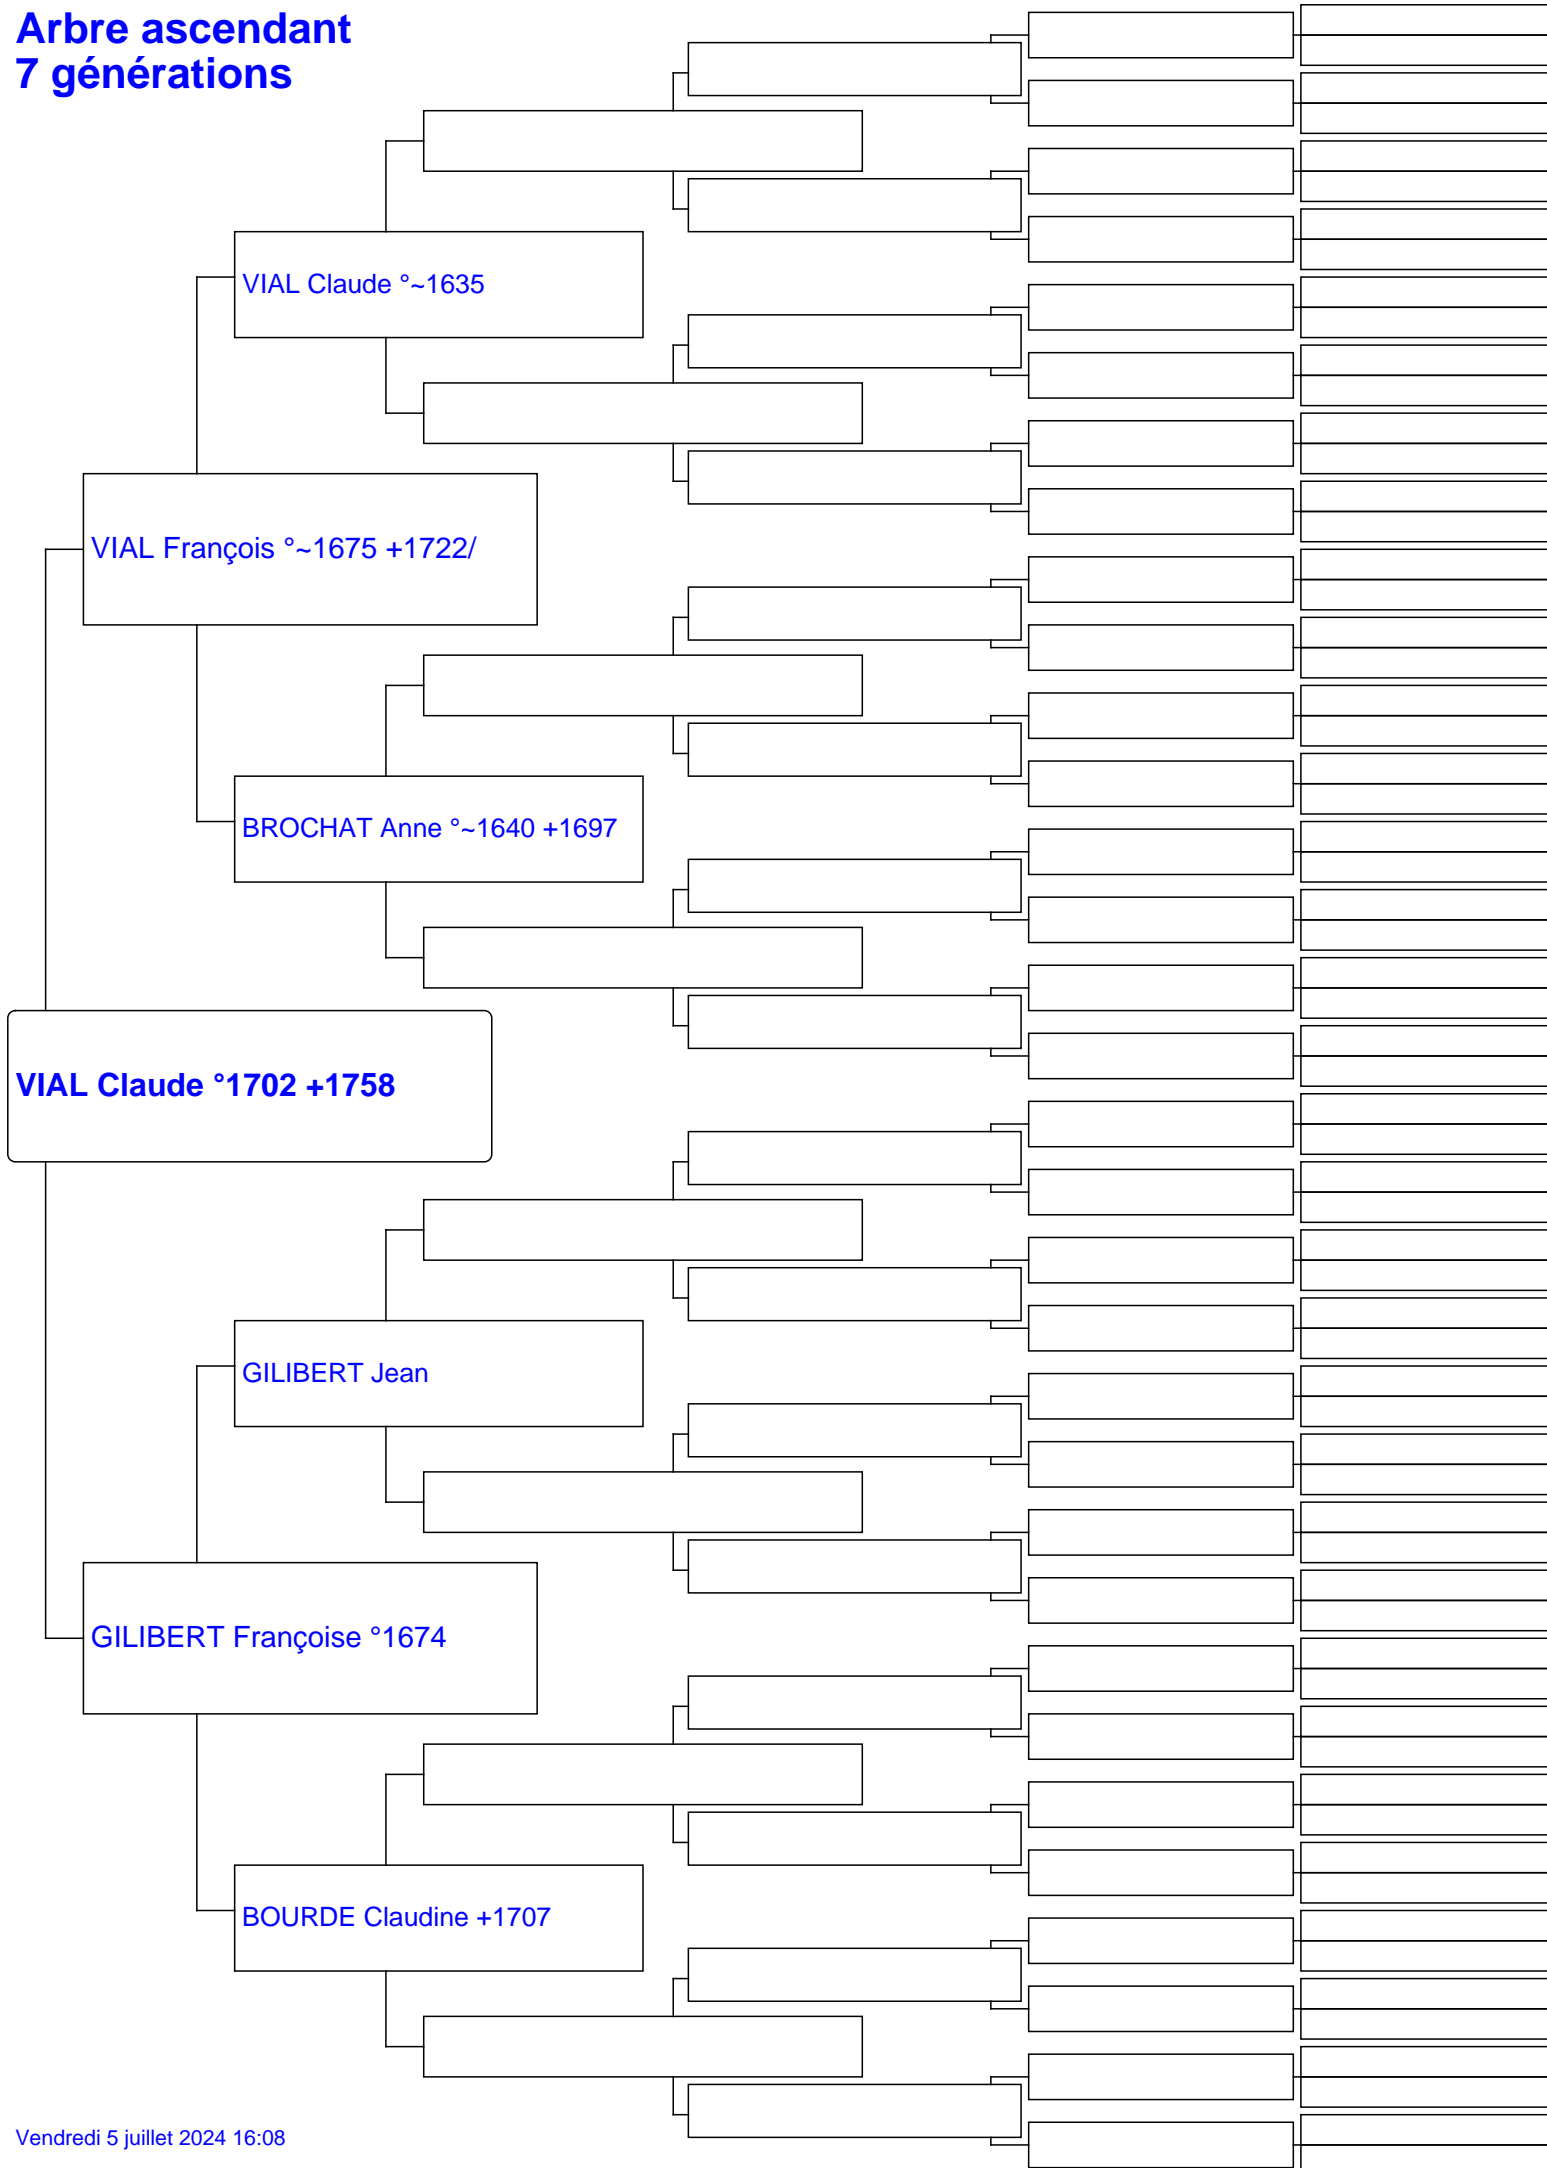 Arbre ascendant
7 générations
VIAL Claude °~1635
VIAL François °~1675 +1722/
BROCHAT Anne °~1640 +1697
VIAL Claude °1702 +1758
GILIBERT Jean
GILIBERT Françoise °1674
BOURDE Claudine +1707
Vendredi 5 juillet 2024 16:08